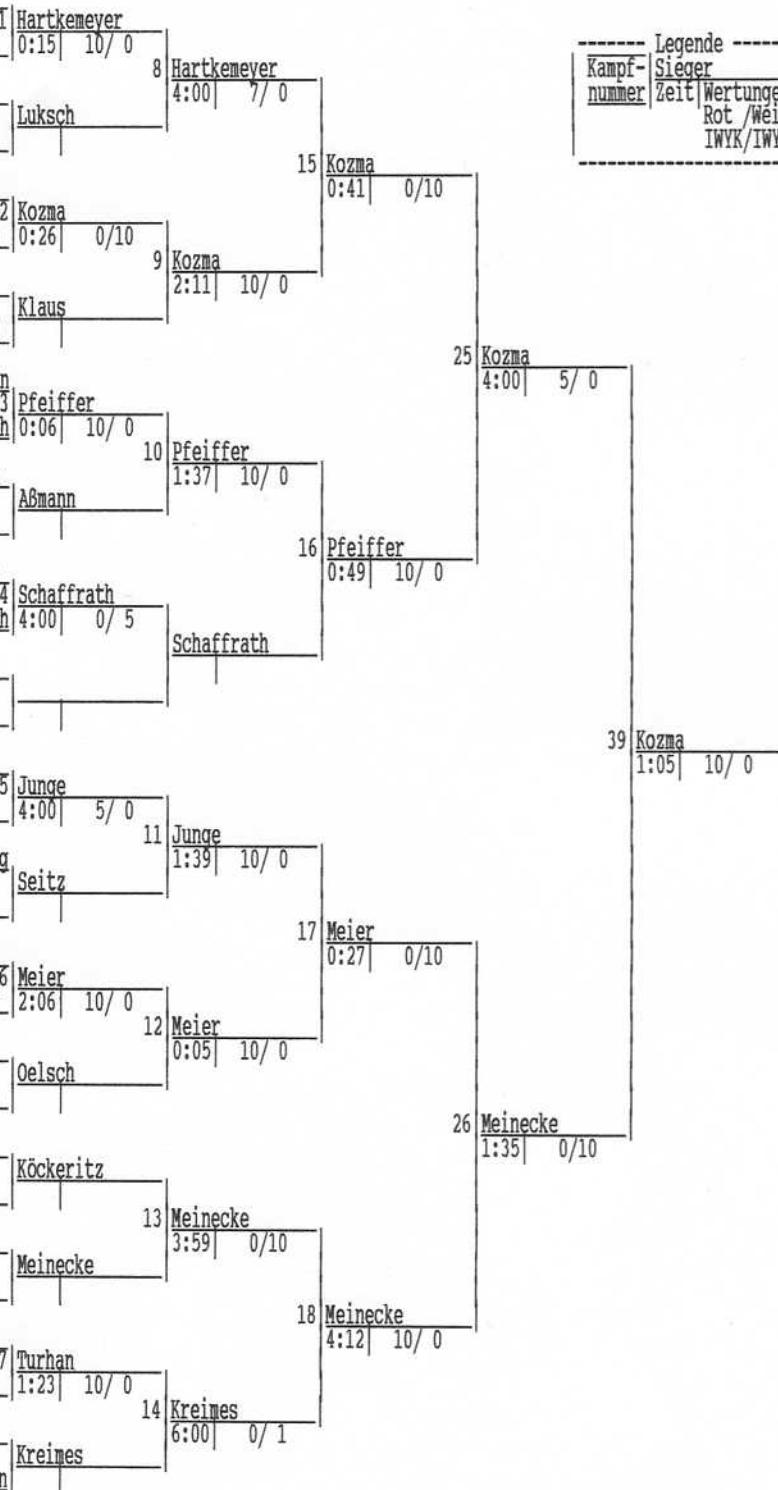 1 Hartkemeyer
0:15 10/ 0
8 Hartkemeyer
4:00 7/ 0
------- Legende -----
Kampf- Sieger
nummer Zeit Wertunge
Rot /Wei
IWYK/IWY
Luksch
15 Kozma
0:41 0/10
2 Kozma
0:26 0/10
9 Kozma
2:11 10/ 0
Klaus
25 Kozma
4:00 5/ 0
n
3 Pfeiffer
h 0:06 10/ 0
10 Pfeiffer
1:37 10/ 0
Aßmann
16 Pfeiffer
0:49 10/ 0
4 Schaffrath
h 4:00 0/ 5
Schaffrath
39 Kozma
1:05 10/ 0
5 Junge
4:00 5/ 0
11 Junge
1:39 10/ 0
g
Seitz
17 Meier
0:27 0/10
6 Meier
2:06 10/ 0
12 Meier
0:05 10/ 0
Oelsch
26 Meinecke
1:35 0/10
Köckeritz
13 Meinecke
3:59 0/10
Meinecke
18 Meinecke
4:12 10/ 0
7 Turhan
1:23 10/ 0
14 Kreimes
6:00 0/ 1
Kreimes
n